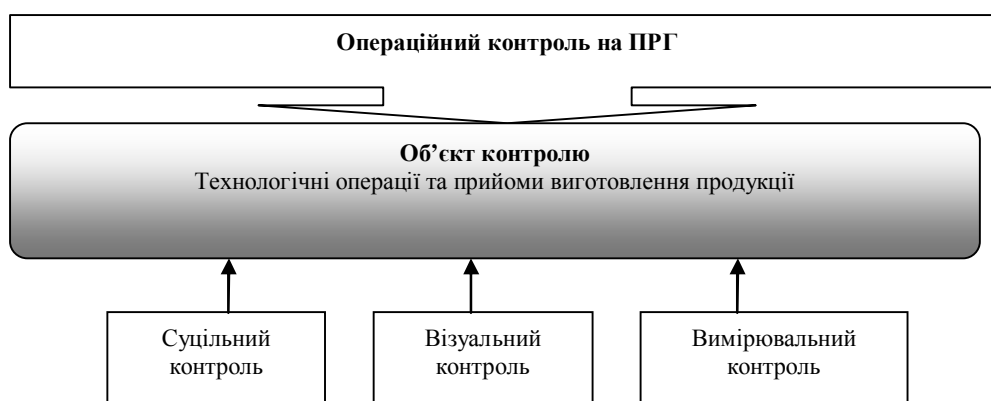 Операційний контроль на ПРГ
Об’єкт контролю
Технологічні операції та прийоми виготовлення продукції
Суцільний
контроль
Візуальний
контроль
Вимірювальний
контроль